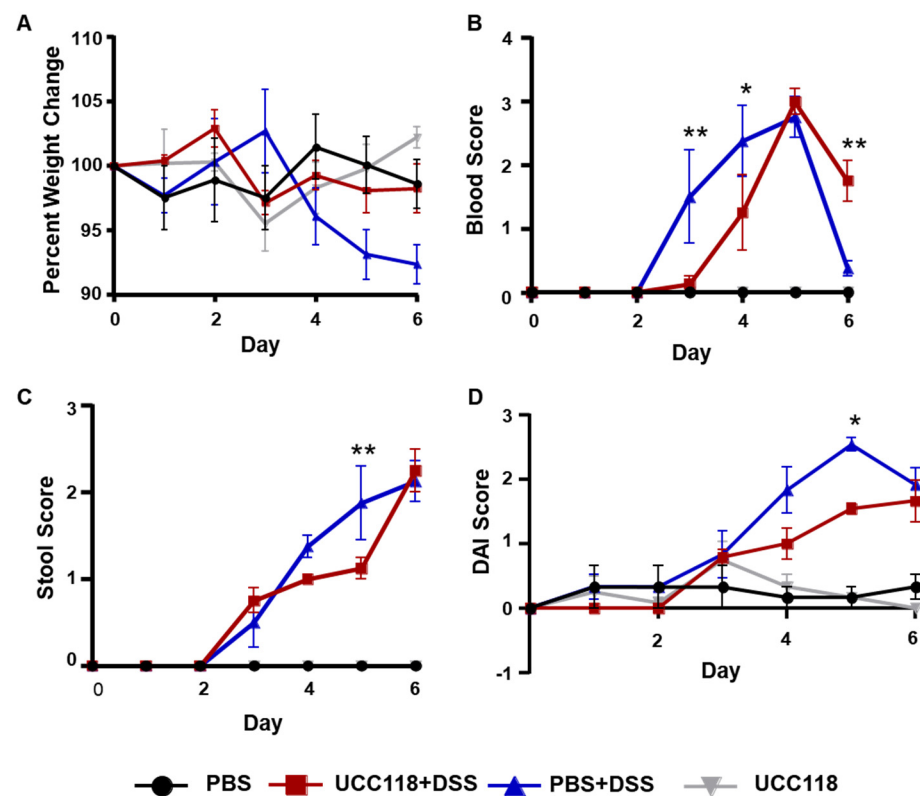 A
110
105
100
95
90
Percent Weight Change
0 2 4 6
Day
B
4
3
2
1
0
Blood Score
** * **
0 2 4 6
Day
C
3
2
1
0
Stool Score
**
0 2 4 6
Day
D
3
2
1
0
-1
DAI Score
*
2 4 6
Day
PBS UCC118+DSS PBS+DSS UCC118